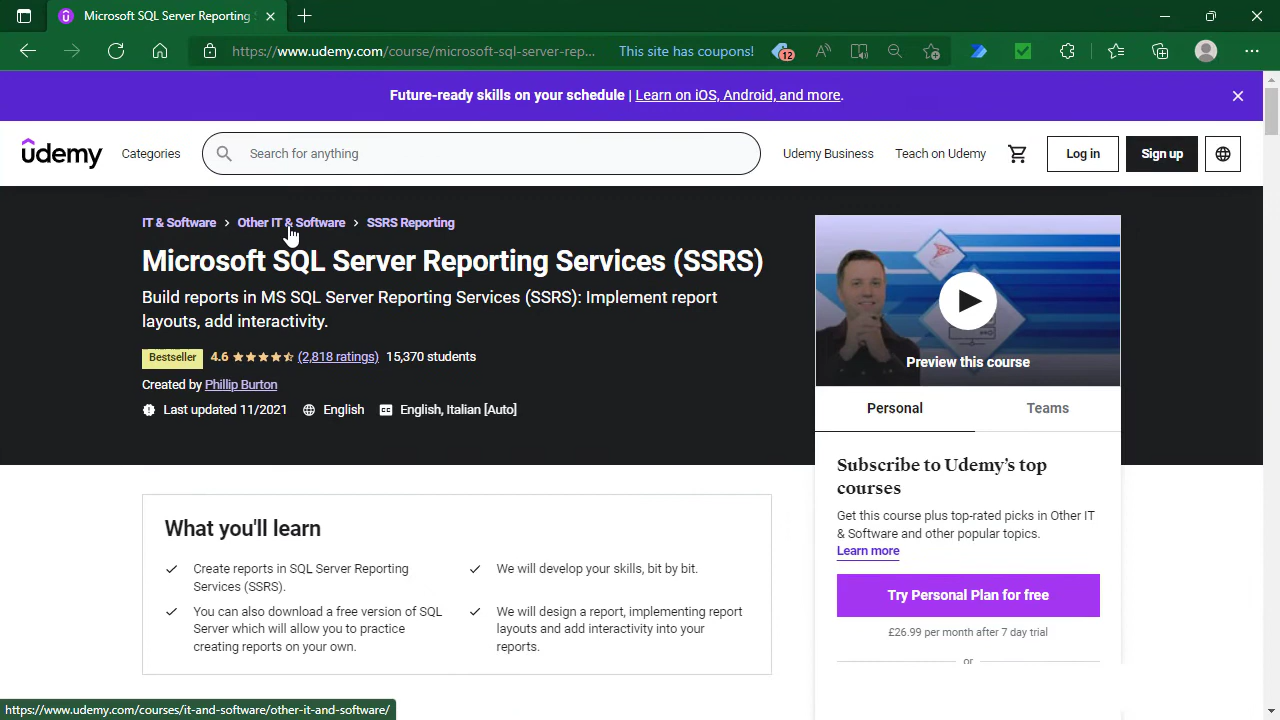 Microsoft SQL Server Reporting S
https://www.udemy.com/course/microsoft-sql-server-rep...
This site has coupons!
12
Future-ready skills on your schedule | Learn on iOS, Android, and more.
udemy
Categories
Search for anything
Udemy Business
Teach on Udemy
Log in
Sign up
IT & Software > Other IT & Software > SSRS Reporting
Microsoft SQL Server Reporting Services (SSRS)
Build reports in MS SQL Server Reporting Services (SSRS): Implement report
layouts, add interactivity.
Bestseller 4.6 (2,818 ratings) 15,370 students
Created by Phillip Burton
Last updated 11/2021 English English, Italian [Auto]
Preview this course
Personal
Teams
Subscribe to Udemy's top
courses
Get this course plus top-rated picks in Other IT
& Software and other popular topics.
Learn more
Try Personal Plan for free
£26.99 per month after 7 day trial
or
What you'll learn
Create reports in SQL Server Reporting
Services (SSRS).
We will develop your skills, bit by bit.
You can also download a free version of SQL
Server which will allow you to practice
creating reports on your own.
We will design a report, implementing report
layouts and add interactivity into your
reports.
https://www.udemy.com/courses/it-and-software/other-it-and-software/